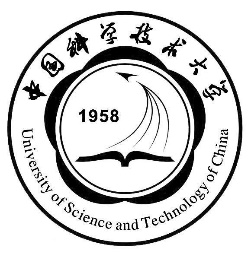 中国科学技术大学
1958
University of Science and Technology of China